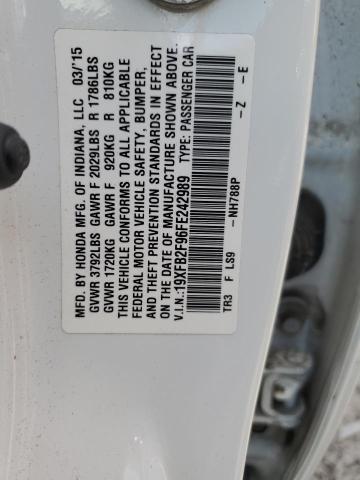 MFD. BY HONDA MFG. OF INDIANA, LLC 03/'15
GVWR 3792LBS GAWR F 2029LBS R 1786LBS
GVWR 1720KG GAWR F 920KG R 810KG
THIS VEHICLE CONFORMS TO ALL APPLICABLE
FEDERAL MOTOR VEHICLE SAFETY, BUMPER,
AND THEFT PREVENTION STANDARDS IN EFFECT
ON THE DATE OF MANUFACTURE SHOWN ABOVE.
V.I.N.:19XFB2F96FE242989 TYPE: PASSENGER CAR
TR3 F LS9 -NH788P -Z -E